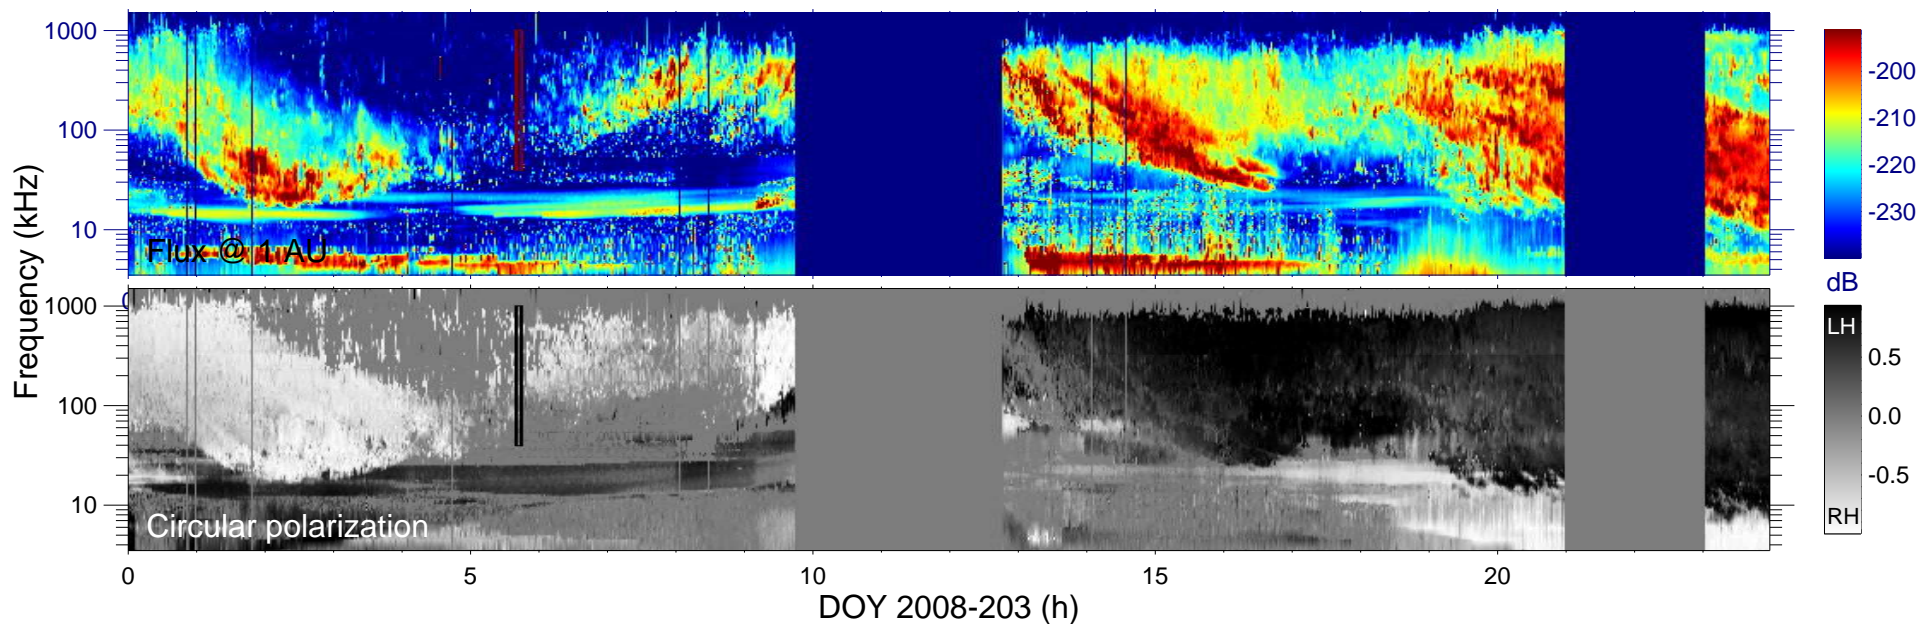 1000
100
10
Flux @ 1 AU
0
-200
-210
-220
-230
dB
Frequency (kHz)
1000
100
10
Circular polarization
LH
0.5
0.0
-0.5
RH
0
5
10
15
20
DOY 2008-203 (h)